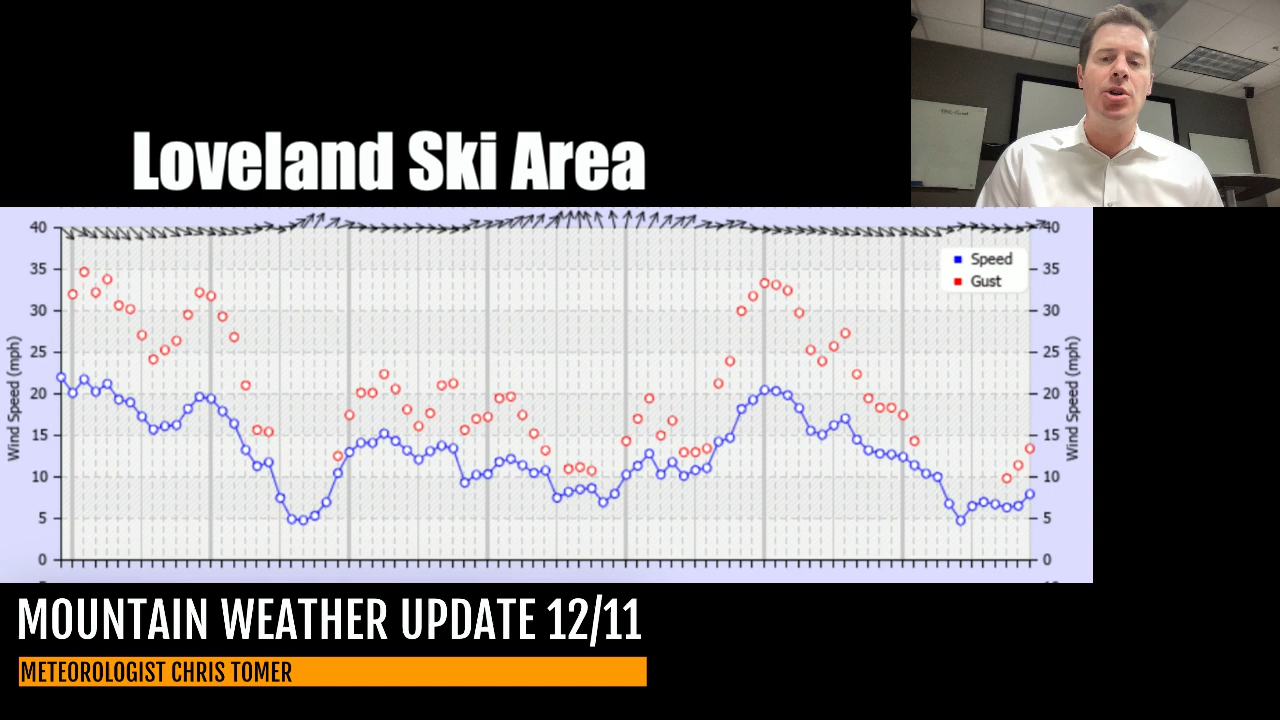 Loveland Ski Area
40
35
30
25
20
15
10
5
0
Wind Speed (mph)
Speed
Gust
40
35
30
25
20
15
10
5
0
Wind Speed (mph)
MOUNTAIN WEATHER UPDATE 12/11
METEOROLOGIST CHRIS TOMER